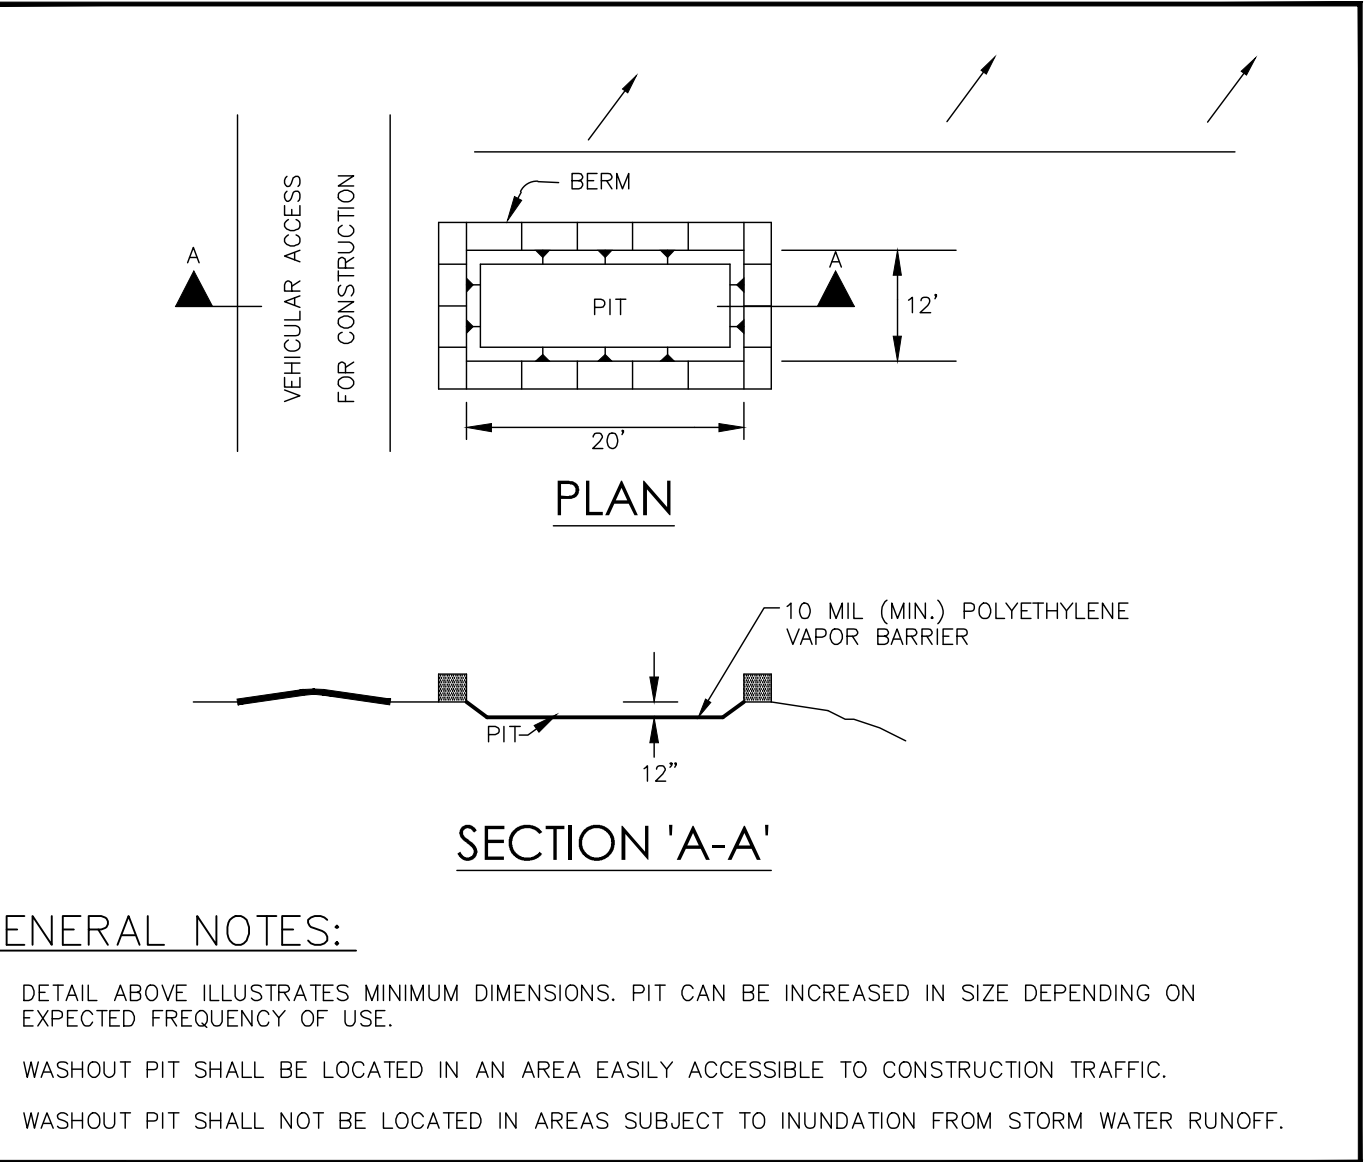 BERM
VEHICULAR ACCESS
FOR CONSTRUCTION
A
PIT
A
12'
20'
PLAN
10 MIL (MIN.) POLYETHYLENE
VAPOR BARRIER
PIT
12"
SECTION 'A-A'
ENERAL NOTES:
DETAIL ABOVE ILLUSTRATES MINIMUM DIMENSIONS. PIT CAN BE INCREASED IN SIZE DEPENDING ON
EXPECTED FREQUENCY OF USE.
WASHOUT PIT SHALL BE LOCATED IN AN AREA EASILY ACCESSIBLE TO CONSTRUCTION TRAFFIC.
WASHOUT PIT SHALL NOT BE LOCATED IN AREAS SUBJECT TO INUNDATION FROM STORM WATER RUNOFF.